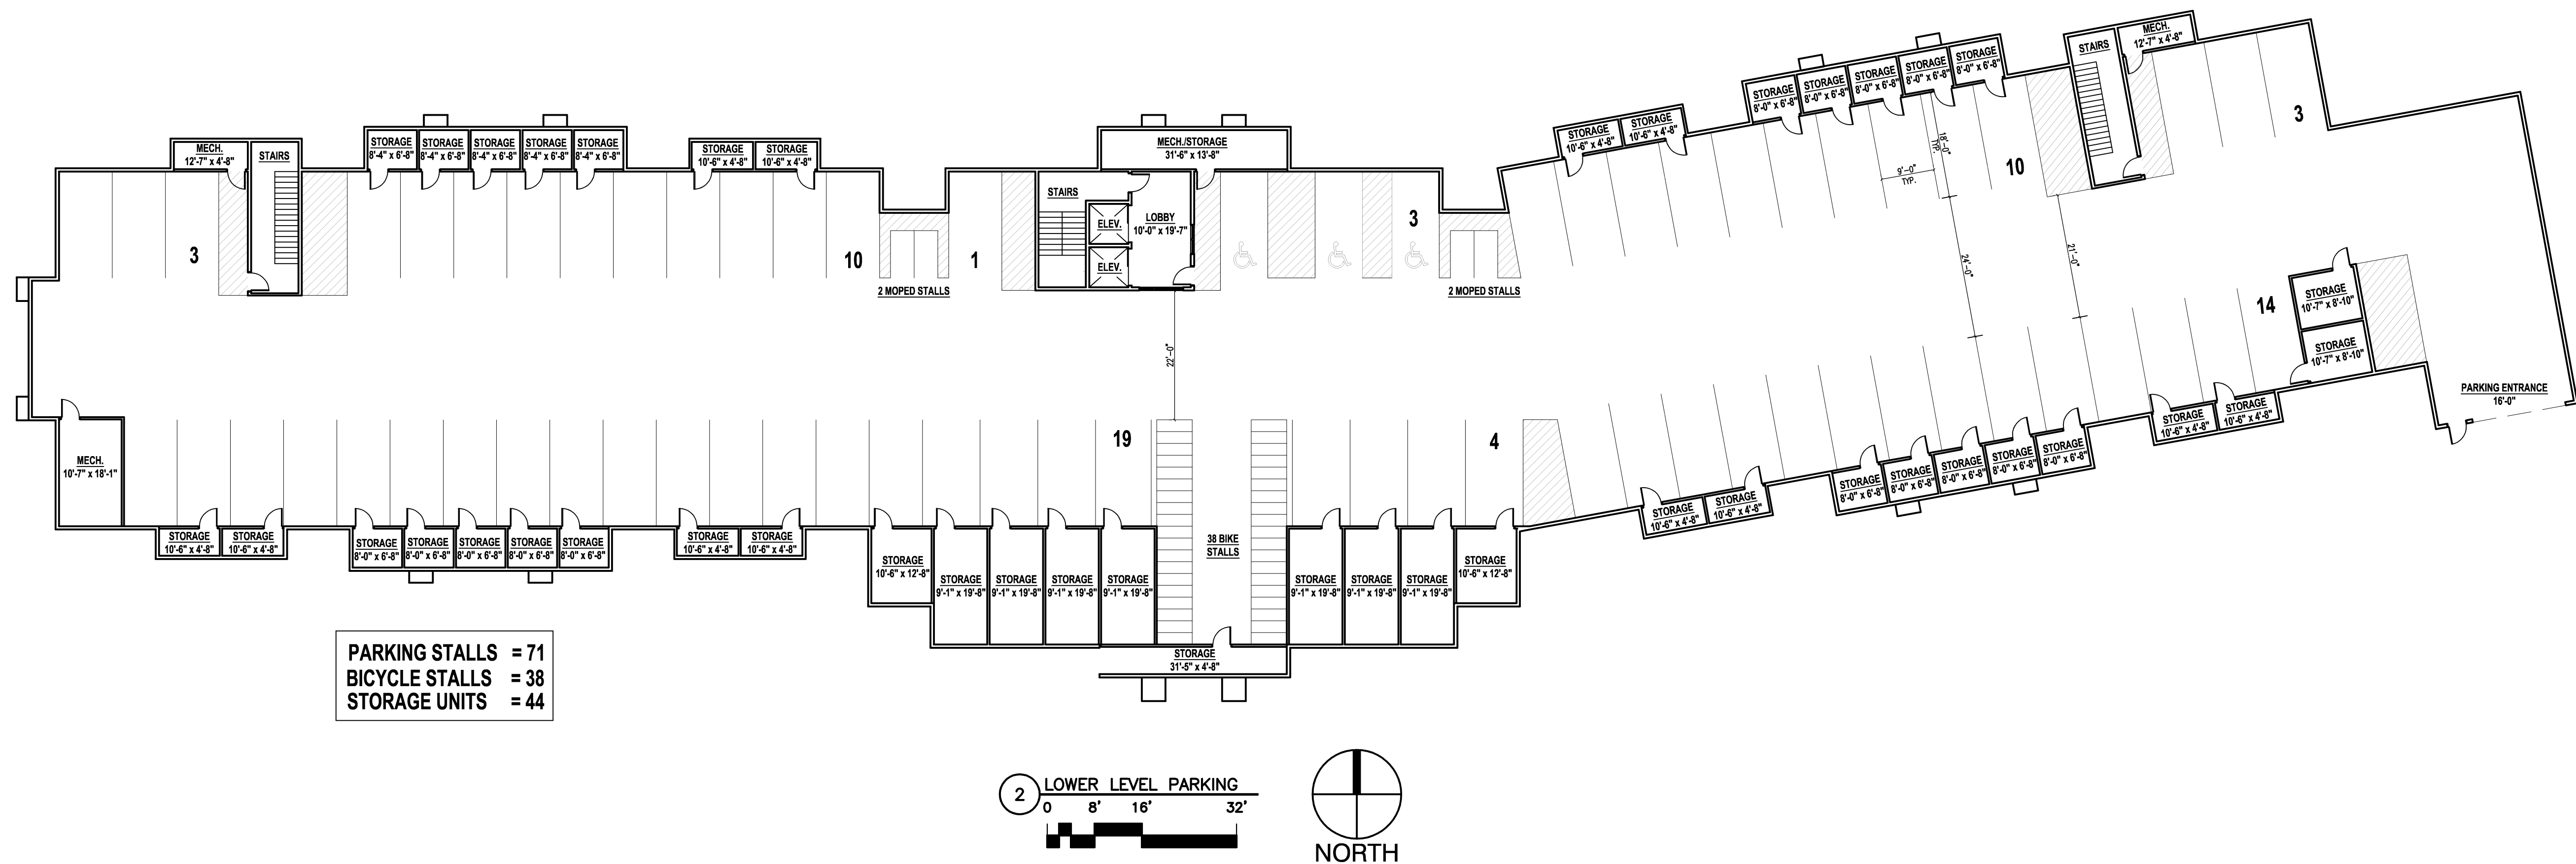 MECH.
12'-7" x 4'-8"
STAIRS
STORAGE
8'-4" x 6'-8"
STORAGE
8'-4" x 6'-8"
STORAGE
8'-4" x 6'-8"
STORAGE
8'-4" x 6'-8"
STORAGE
8'-4" x 6'-8"
STORAGE
10'-6" x 4'-8"
STORAGE
10'-6" x 4'-8"
MECH./STORAGE
31'-6" x 13'-8"
STAIRS
ELEV.
ELEV.
LOBBY
10'-0" x 19'-7"
STORAGE
10'-6" x 4'-8"
STORAGE
10'-6" x 4'-8"
STORAGE
8'-0" x 6'-8"
STORAGE
8'-0" x 6'-8"
STORAGE
8'-0" x 6'-8"
STORAGE
8'-0" x 6'-8"
STORAGE
8'-0" x 6'-8"
STAIRS
MECH.
12'-7" x 4'-8"
3
10
1
3
10
3
18'-0"
TYP.
9'-0"
TYP.
24'-0"
21'-0"
2 MOPED STALLS
2 MOPED STALLS
22'-0"
14
STORAGE
10'-7" x 8'-10"
STORAGE
10'-7" x 8'-10"
PARKING ENTRANCE
16'-0"
MECH.
10'-7" x 18'-1"
19
4
STORAGE
10'-6" x 4'-8"
STORAGE
10'-6" x 4'-8"
STORAGE
8'-0" x 6'-8"
STORAGE
8'-0" x 6'-8"
STORAGE
8'-0" x 6'-8"
STORAGE
8'-0" x 6'-8"
STORAGE
8'-0" x 6'-8"
STORAGE
10'-6" x 4'-8"
STORAGE
10'-6" x 4'-8"
STORAGE
10'-6" x 12'-8"
STORAGE
9'-1" x 19'-8"
STORAGE
9'-1" x 19'-8"
STORAGE
9'-1" x 19'-8"
STORAGE
9'-1" x 19'-8"
38 BIKE
STALLS
STORAGE
9'-1" x 19'-8"
STORAGE
9'-1" x 19'-8"
STORAGE
9'-1" x 19'-8"
STORAGE
10'-6" x 12'-8"
STORAGE
10'-6" x 4'-8"
STORAGE
10'-6" x 4'-8"
STORAGE
8'-0" x 6'-8"
STORAGE
8'-0" x 6'-8"
STORAGE
8'-0" x 6'-8"
STORAGE
8'-0" x 6'-8"
STORAGE
8'-0" x 6'-8"
STORAGE
10'-6" x 4'-8"
STORAGE
10'-6" x 4'-8"
STORAGE
31'-5" x 4'-8"
PARKING STALLS = 71
BICYCLE STALLS = 38
STORAGE UNITS = 44
2 LOWER LEVEL PARKING
0 8' 16' 32'
NORTH